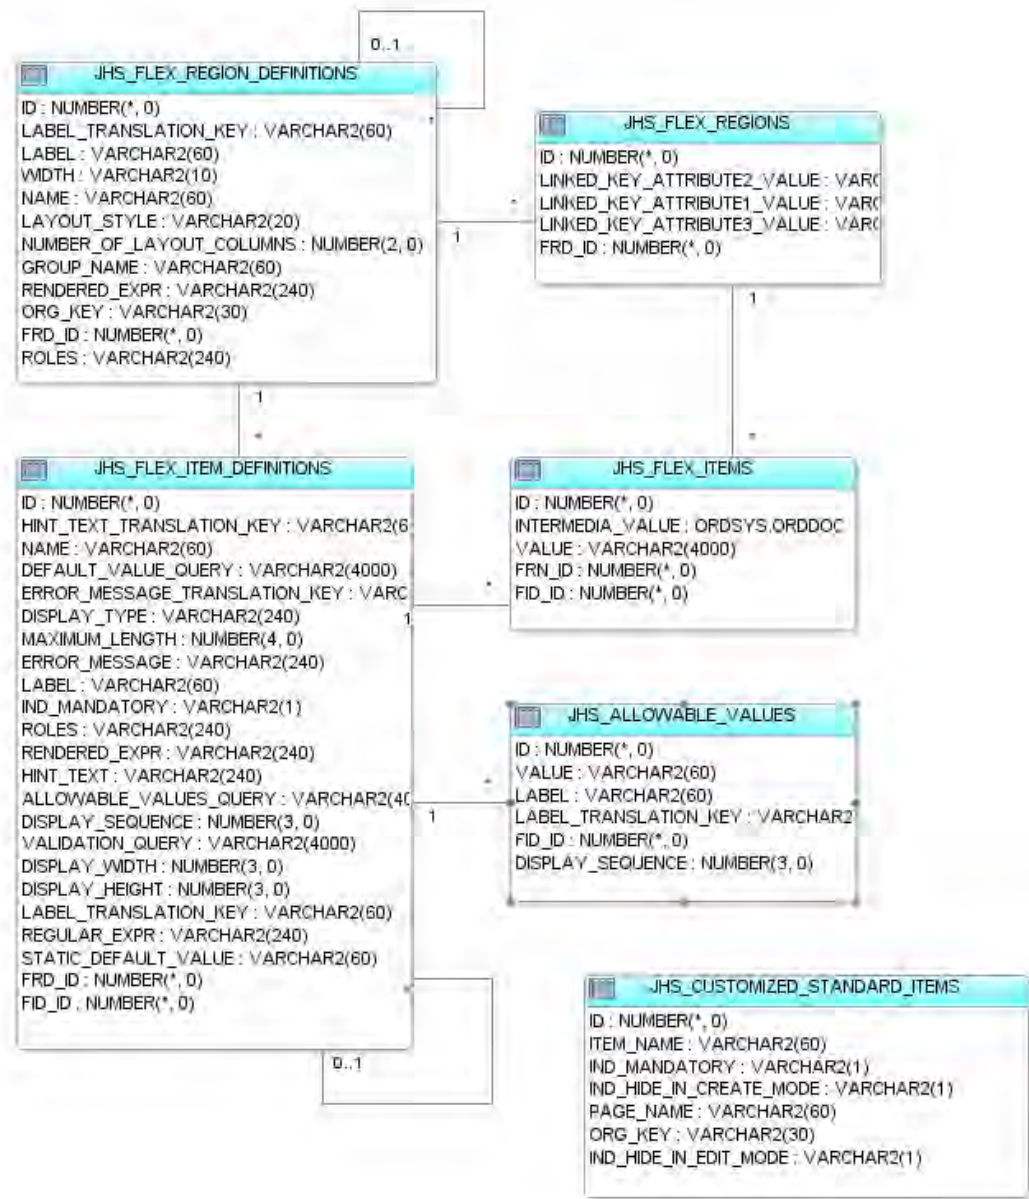 0..1
JHS_FLEX_REGION_DEFINITIONS
ID : NUMBER(*, 0)
LABEL_TRANSLATION_KEY : VARCHAR2(60)
LABEL : VARCHAR2(60)
WIDTH : VARCHAR2(10)
NAME : VARCHAR2(60)
LAYOUT_STYLE : VARCHAR2(20)
NUMBER_OF_LAYOUT_COLUMNS : NUMBER(2, 0)
GROUP_NAME : VARCHAR2(60)
RENDERED_EXPR : VARCHAR2(240)
ORG_KEY : VARCHAR2(30)
FRD_ID : NUMBER(*, 0)
ROLES : VARCHAR2(240)
*
1
*
JHS_FLEX_REGIONS
ID : NUMBER(*, 0)
LINKED_KEY_ATTRIBUTE2_VALUE : VARC
LINKED_KEY_ATTRIBUTE1_VALUE : VARC
LINKED_KEY_ATTRIBUTE3_VALUE : VARC
FRD_ID : NUMBER(*, 0)
1
*
1
*
JHS_FLEX_ITEM_DEFINITIONS
ID : NUMBER(*, 0)
HINT_TEXT_TRANSLATION_KEY : VARCHAR2(6
NAME : VARCHAR2(60)
DEFAULT_VALUE_QUERY : VARCHAR2(4000)
ERROR_MESSAGE_TRANSLATION_KEY : VARC
DISPLAY_TYPE : VARCHAR2(240)
MAXIMUM_LENGTH : NUMBER(4, 0)
ERROR_MESSAGE : VARCHAR2(240)
LABEL : VARCHAR2(60)
IND_MANDATORY : VARCHAR2(1)
ROLES : VARCHAR2(240)
RENDERED_EXPR : VARCHAR2(240)
HINT_TEXT : VARCHAR2(240)
ALLOWABLE_VALUES_QUERY : VARCHAR2(40
DISPLAY_SEQUENCE : NUMBER(3, 0)
VALIDATION_QUERY : VARCHAR2(4000)
DISPLAY_WIDTH : NUMBER(3, 0)
DISPLAY_HEIGHT : NUMBER(3, 0)
LABEL_TRANSLATION_KEY : VARCHAR2(60)
REGULAR_EXPR : VARCHAR2(240)
STATIC_DEFAULT_VALUE : VARCHAR2(60)
FRD_ID : NUMBER(*, 0)
FID_ID : NUMBER(*, 0)
JHS_FLEX_ITEMS
ID : NUMBER(*, 0)
INTERMEDIA_VALUE : ORDSYS.ORDDOC
VALUE : VARCHAR2(4000)
FRN_ID : NUMBER(*, 0)
FID_ID : NUMBER(*, 0)
*
1
JHS_ALLOWABLE_VALUES
ID : NUMBER(*, 0)
VALUE : VARCHAR2(60)
LABEL : VARCHAR2(60)
LABEL_TRANSLATION_KEY : VARCHAR2
FID_ID : NUMBER(*, 0)
DISPLAY_SEQUENCE : NUMBER(3, 0)
*
1
*
0..1
JHS_CUSTOMIZED_STANDARD_ITEMS
ID : NUMBER(*, 0)
ITEM_NAME : VARCHAR2(60)
IND_MANDATORY : VARCHAR2(1)
IND_HIDE_IN_CREATE_MODE : VARCHAR2(1)
PAGE_NAME : VARCHAR2(60)
ORG_KEY : VARCHAR2(30)
IND_HIDE_IN_EDIT_MODE : VARCHAR2(1)